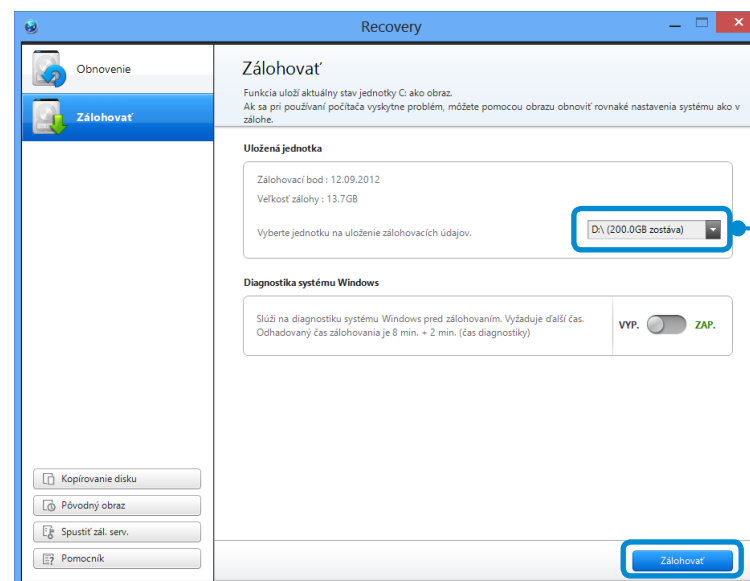 Recovery
Obnovenie
Zálohovať
Zálohovať
Funkcia uloží aktuálny stav jednotky C: ako obraz.
Ak sa pri používaní počítača vyskytne problém, môžete pomocou obrazu obnoviť rovnaké nastavenia systému ako v
zálohe.
Uložená jednotka
Zálohovací bod : 12.09.2012
Veľkosť zálohy : 13.7GB
Vyberte jednotku na uloženie zálohovacích údajov.
D:\ (200.0GB zostáva)
Diagnostika systému Windows
Slúži na diagnostiku systému Windows pred zálohovaním. Vyžaduje ďalší čas.
Odhadovaný čas zálohovania je 8 min. + 2 min. (čas diagnostiky)
VYP. ZAP.
Kopírovanie disku
Pôvodný obraz
Spustiť zál. serv.
Pomocník
Zálohovať